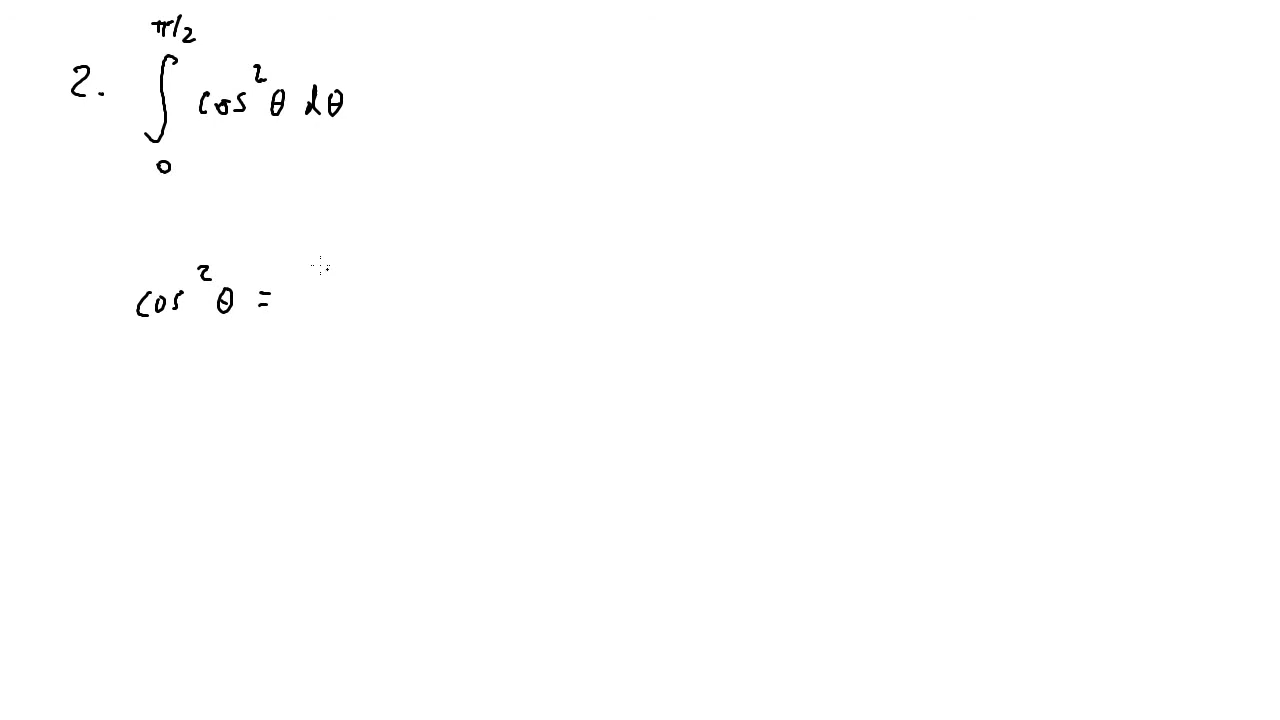 2. ∫₀^{π/2} cos²θ dθ
cos²θ =